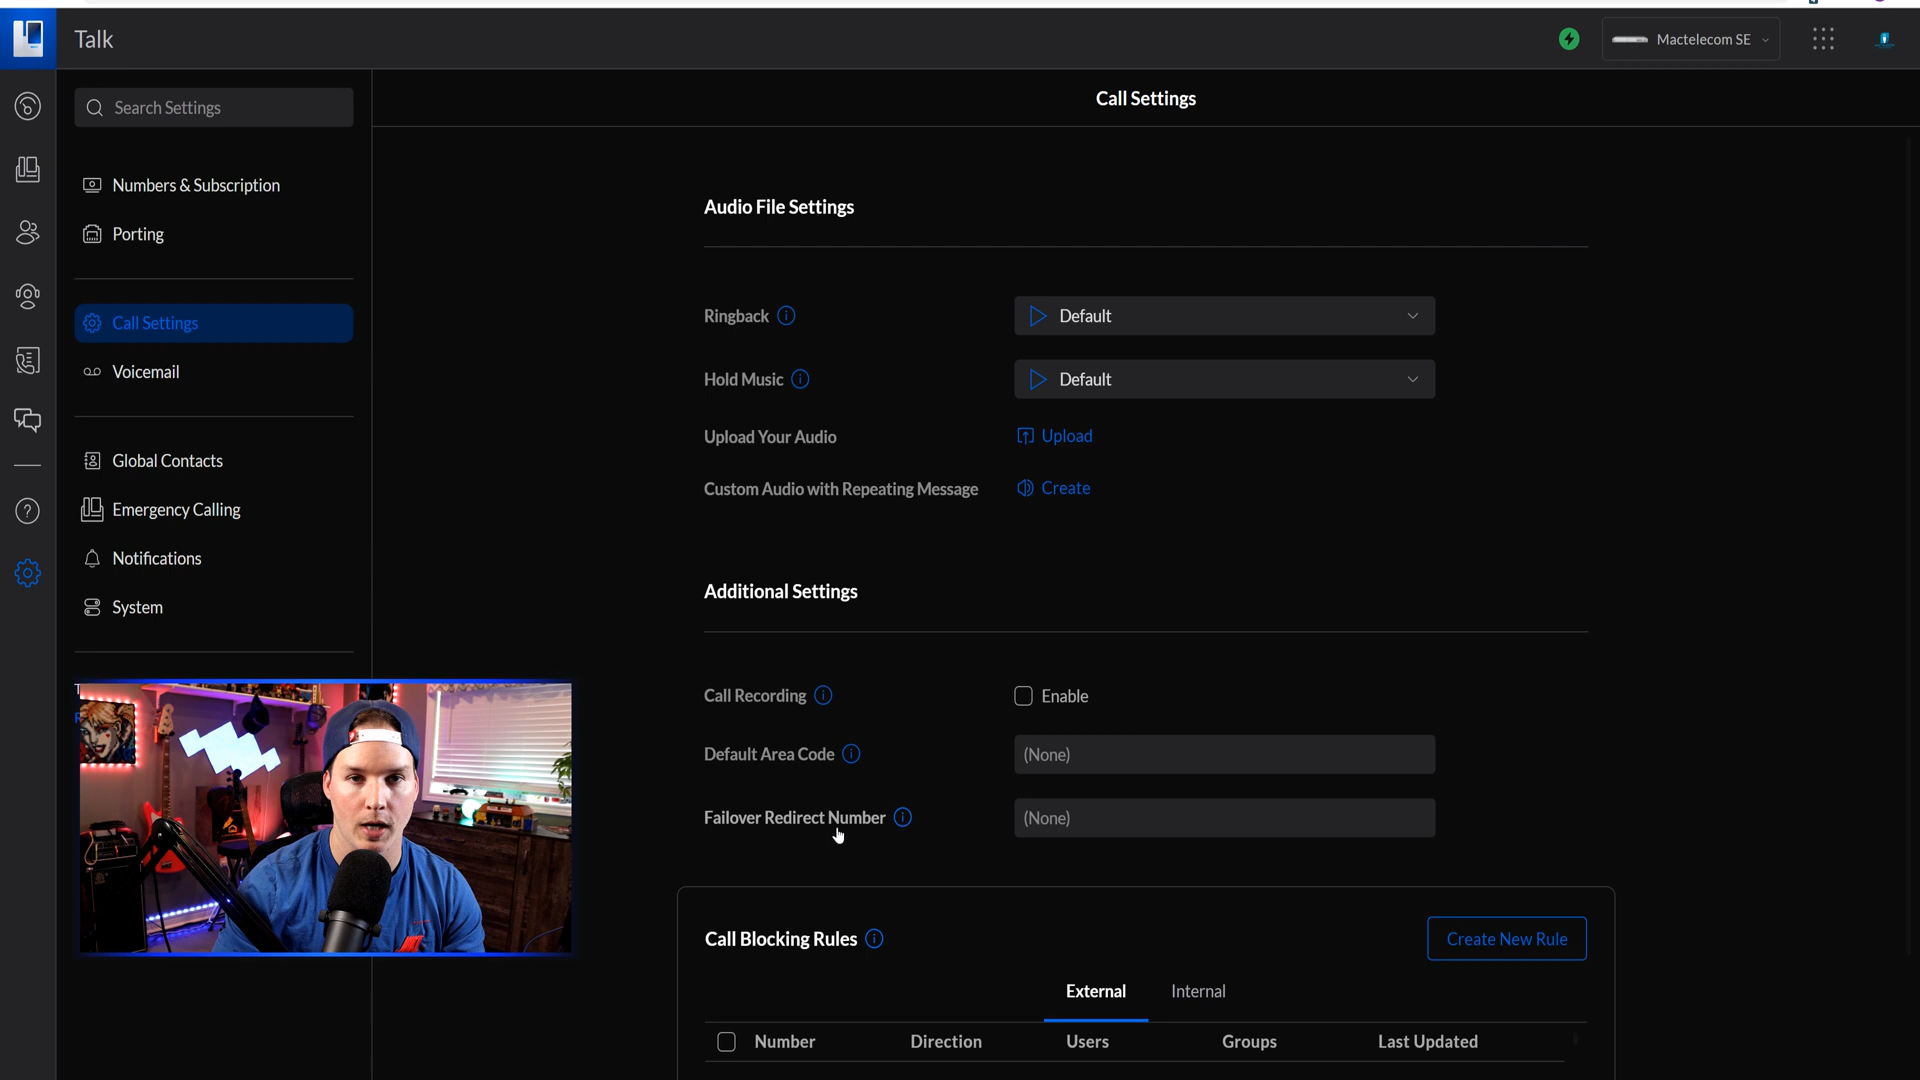 Talk
Mactelecom SE
Search Settings
Numbers & Subscription
Porting
Call Settings
Voicemail
Global Contacts
Emergency Calling
Notifications
System
Call Settings
Audio File Settings
Ringback
Default
Hold Music
Default
Upload Your Audio
Upload
Custom Audio with Repeating Message
Create
Additional Settings
Call Recording
Enable
Default Area Code
(None)
Failover Redirect Number
(None)
Call Blocking Rules
Create New Rule
External
Internal
Number
Direction
Users
Groups
Last Updated